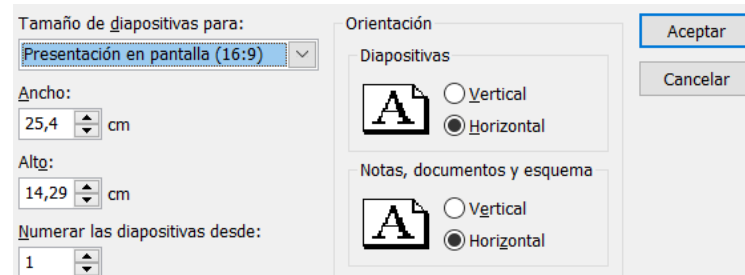 Tamaño de diapositivas para:
Presentación en pantalla (16:9)
Ancho:
25,4 cm
Alto:
14,29 cm
Numerar las diapositivas desde:
1
Orientación
Diapositivas
A
Vertical
Horizontal
Notas, documentos y esquema
A
Vertical
Horizontal
Aceptar
Cancelar